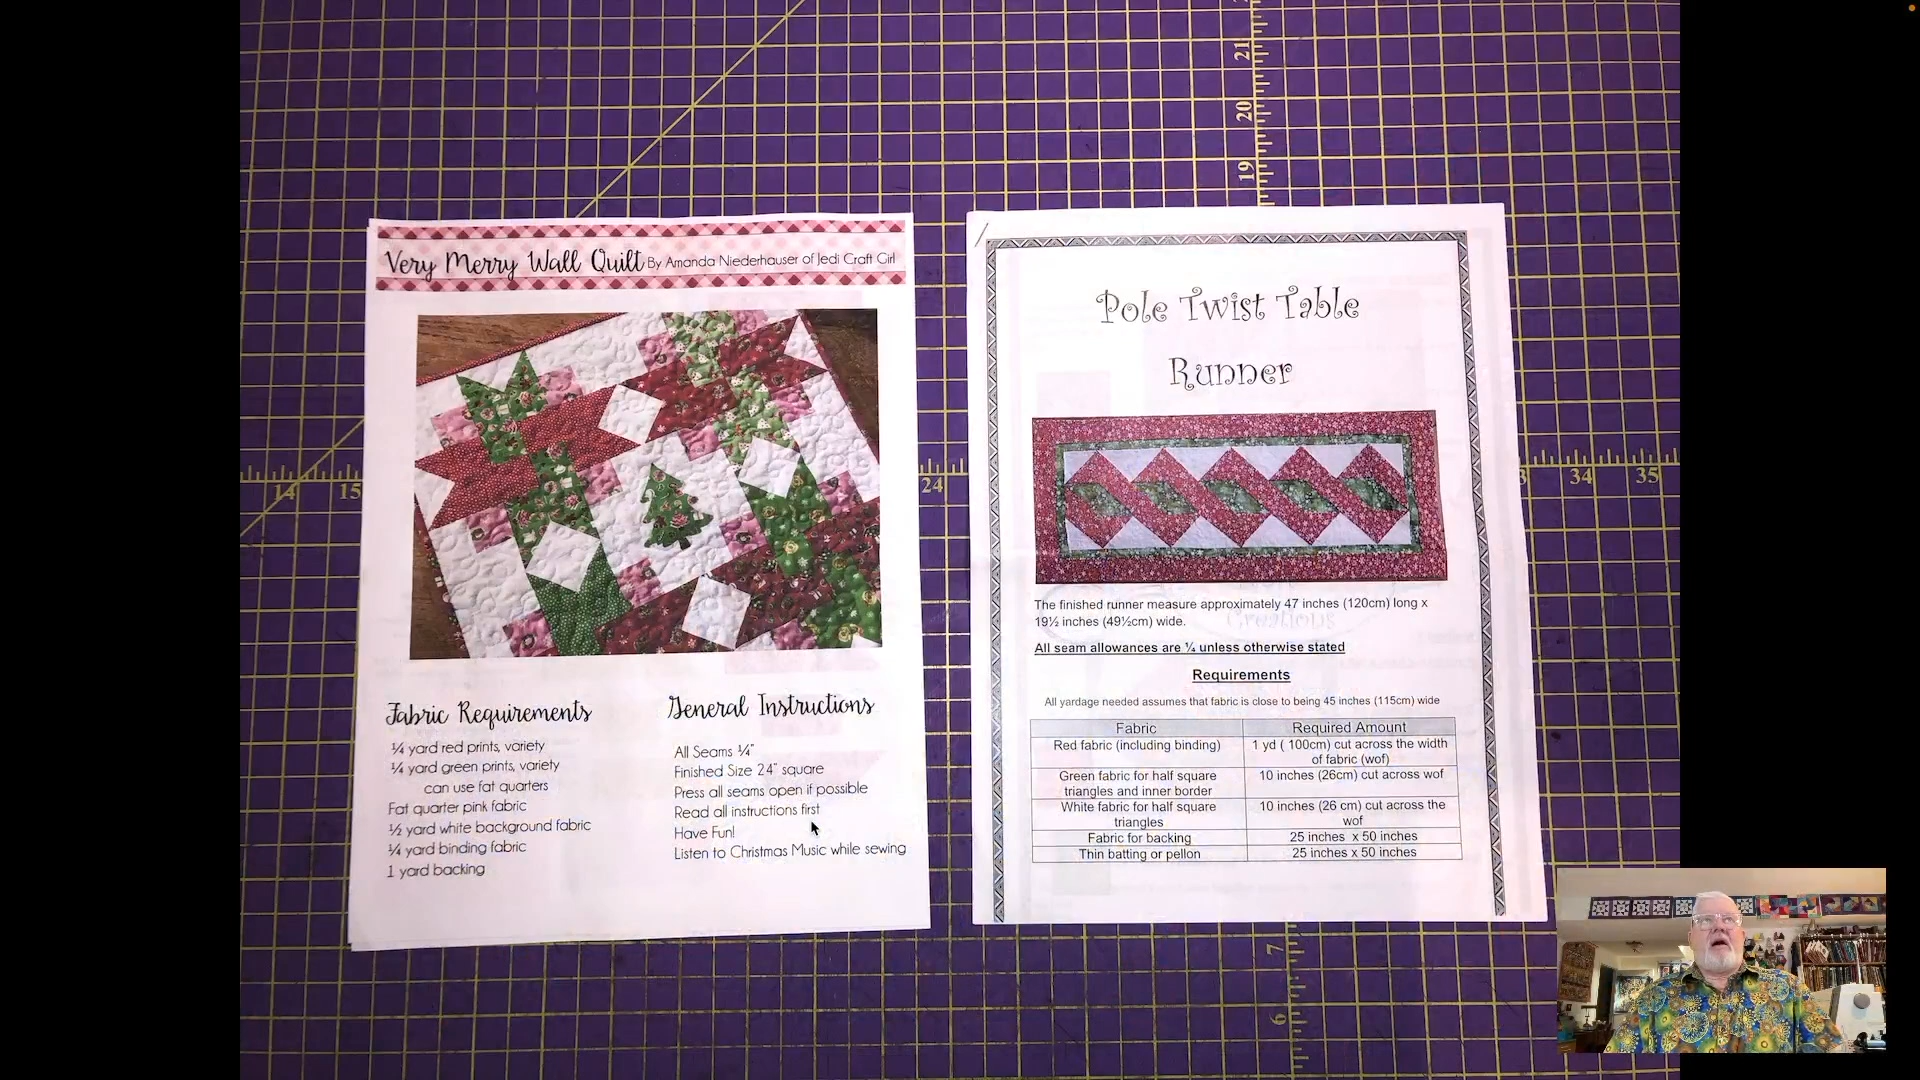 21
20
19
Very Merry Wall Quilt By Amanda Niederhauser of Jedi Craft Girl
Fabric Requirements
¼ yard red prints, variety
¼ yard green prints, variety
can use fat quarters
Fat quarter pink fabric
½ yard white background fabric
¼ yard binding fabric
1 yard backing
General Instructions
All Seams ¼"
Finished Size 24" square
Press all seams open if possible
Read all instructions first
Have Fun!
Listen to Christmas Music while sewing
Pole Twist Table
Runner
The finished runner measure approximately 47 inches (120cm) long x
19½ inches (49½cm) wide.
All seam allowances are ¼ unless otherwise stated
Requirements
All yardage needed assumes that fabric is close to being 45 inches (115cm) wide
Fabric Required Amount
Red fabric (including binding) 1 yd ( 100cm) cut across the width
of fabric (wof)
Green fabric for half square 10 inches (26cm) cut across wof
triangles and inner border
White fabric for half square 10 inches (26 cm) cut across the
triangles wof
Fabric for backing 25 inches x 50 inches
Thin batting or pellon 25 inches x 50 inches
14 15 24 34 35
7
6